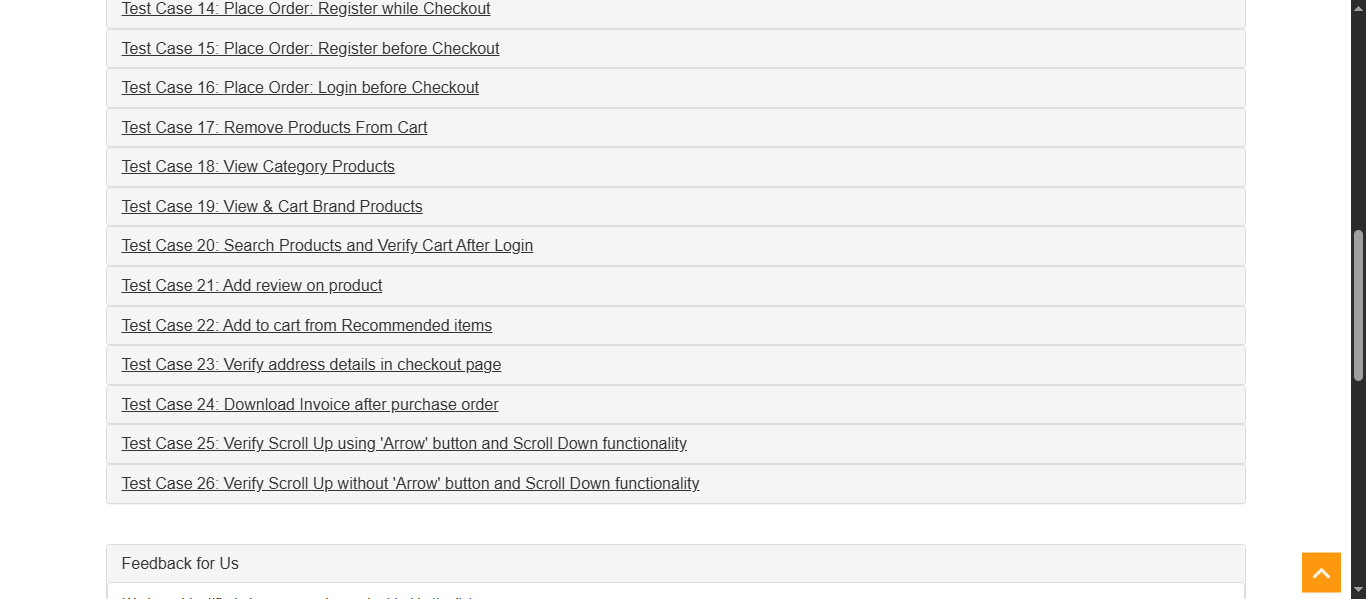 Test Case 14: Place Order: Register while Checkout
Test Case 15: Place Order: Register before Checkout
Test Case 16: Place Order: Login before Checkout
Test Case 17: Remove Products From Cart
Test Case 18: View Category Products
Test Case 19: View & Cart Brand Products
Test Case 20: Search Products and Verify Cart After Login
Test Case 21: Add review on product
Test Case 22: Add to cart from Recommended items
Test Case 23: Verify address details in checkout page
Test Case 24: Download Invoice after purchase order
Test Case 25: Verify Scroll Up using 'Arrow' button and Scroll Down functionality
Test Case 26: Verify Scroll Up without 'Arrow' button and Scroll Down functionality
Feedback for Us